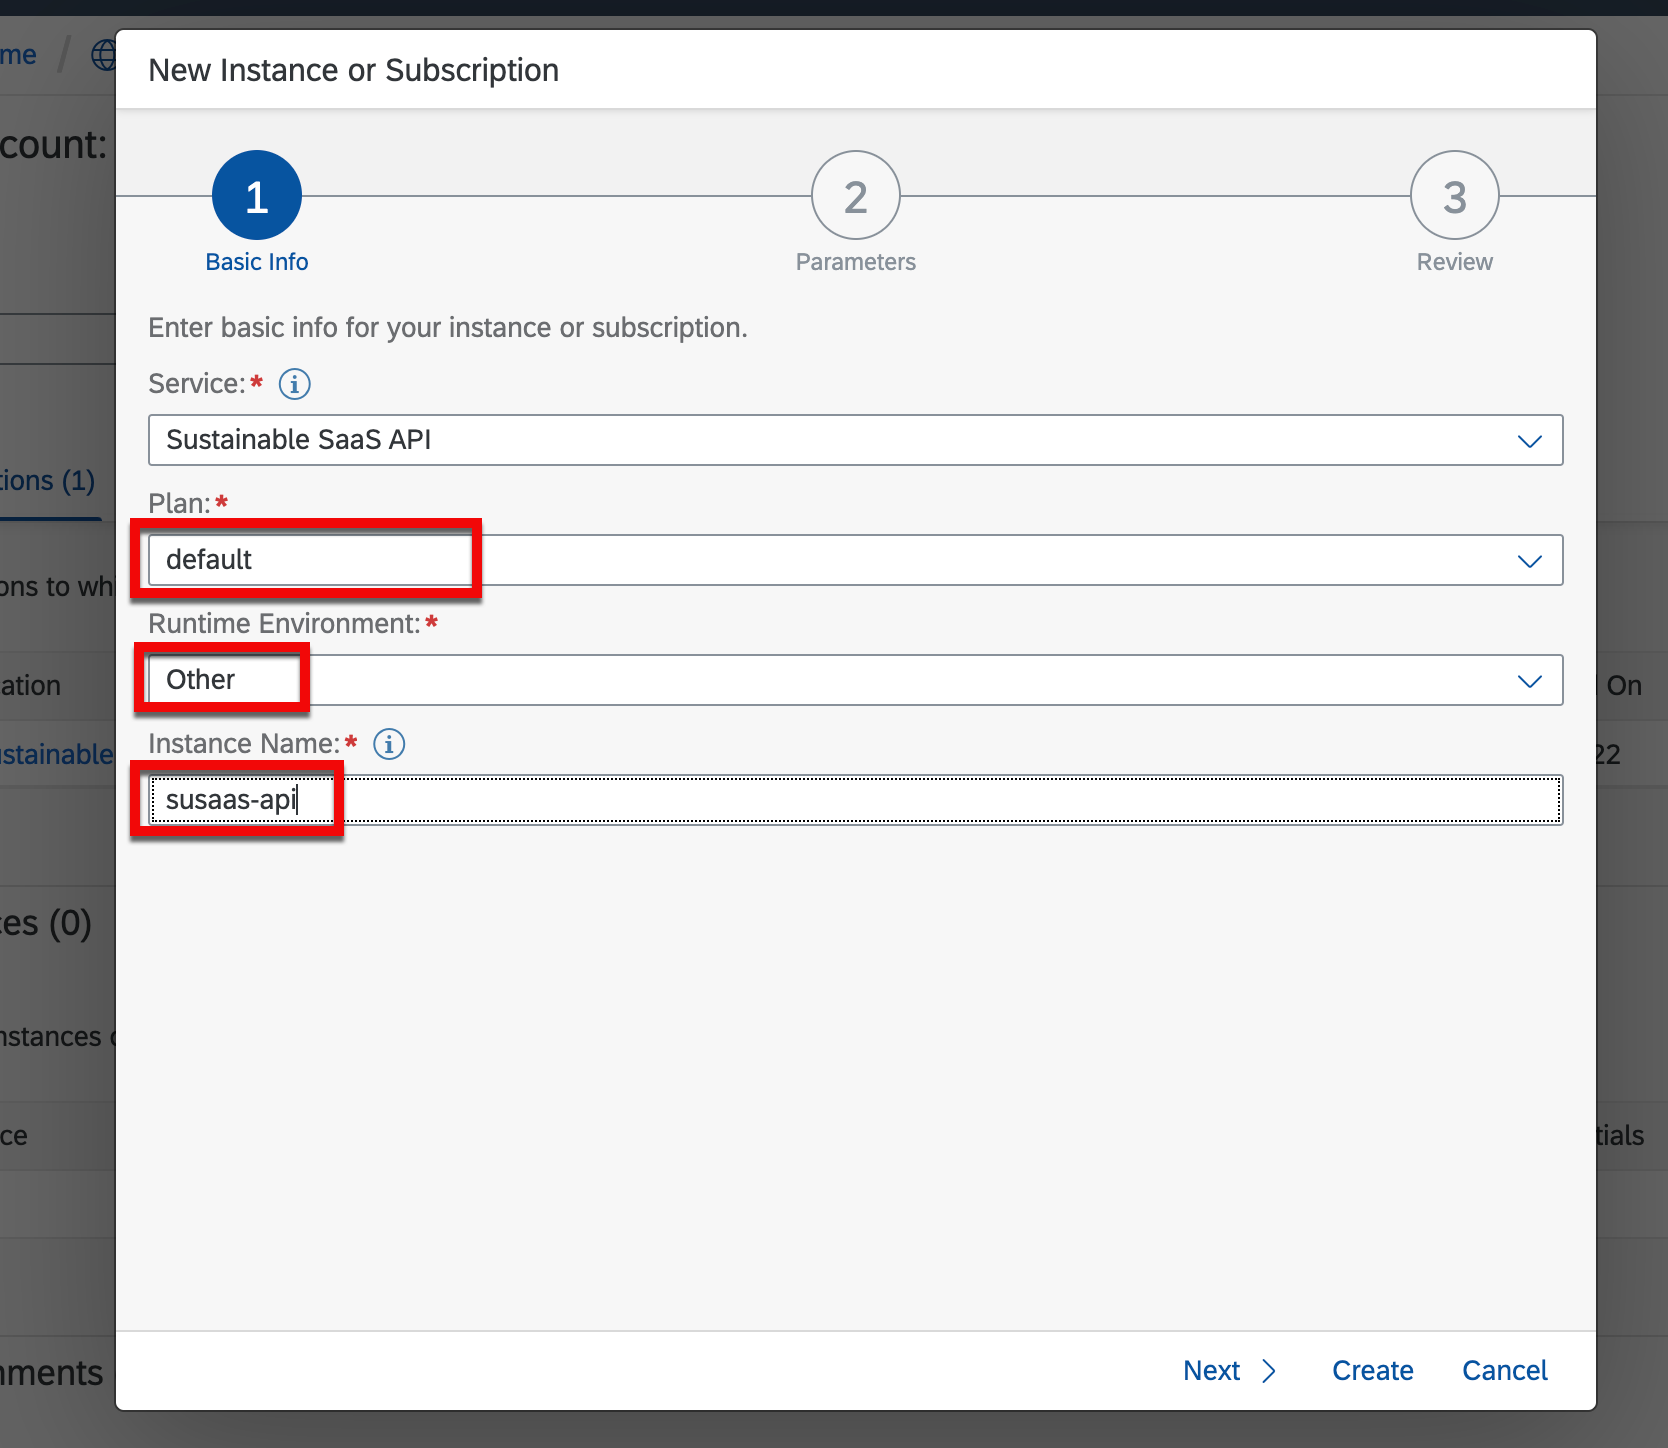 me /
New Instance or Subscription
count:
1
2
3
Basic Info
Parameters
Review
Enter basic info for your instance or subscription.
Service:*
Sustainable SaaS API
tions (1)
Plan:*
default
ons to whi
Runtime Environment:*
Other
ation
On
Instance Name:*
stainable
22
susaas-api
es (0)
nstances
ce
tials
nments
Next
Create
Cancel